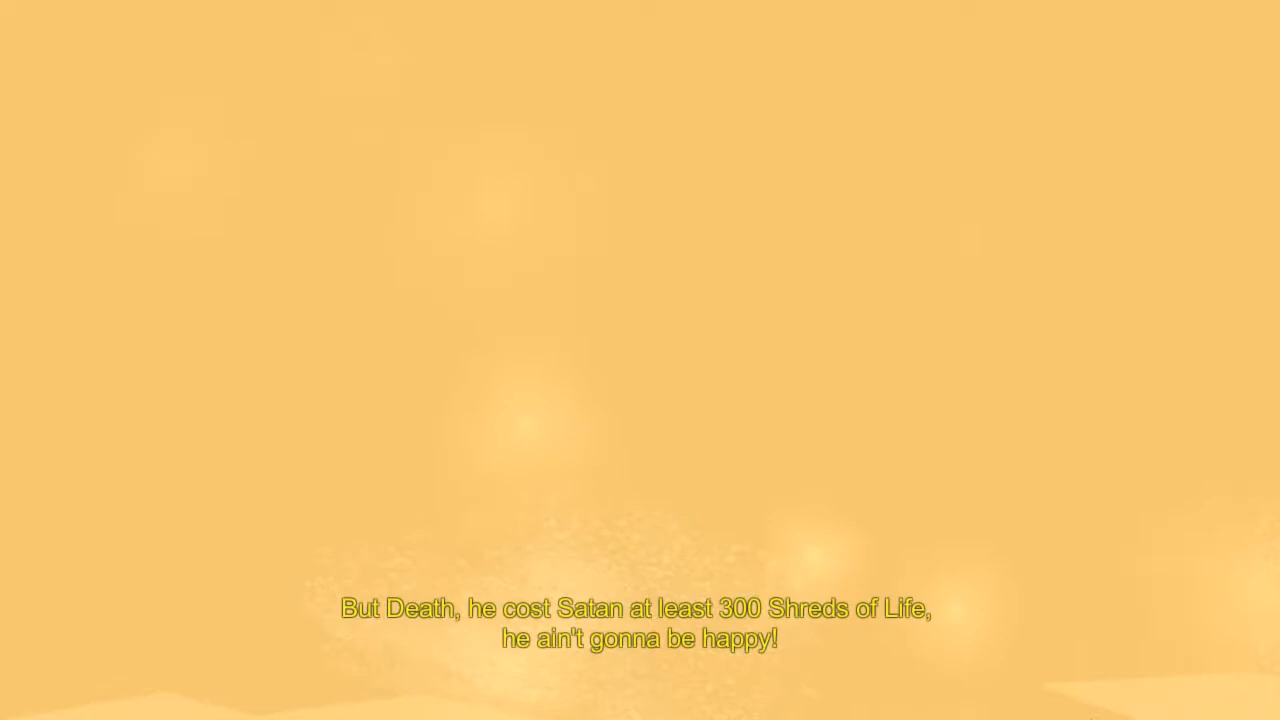 But Death, he cost Satan at least 300 Shreds of Life,
he ain't gonna be happy!